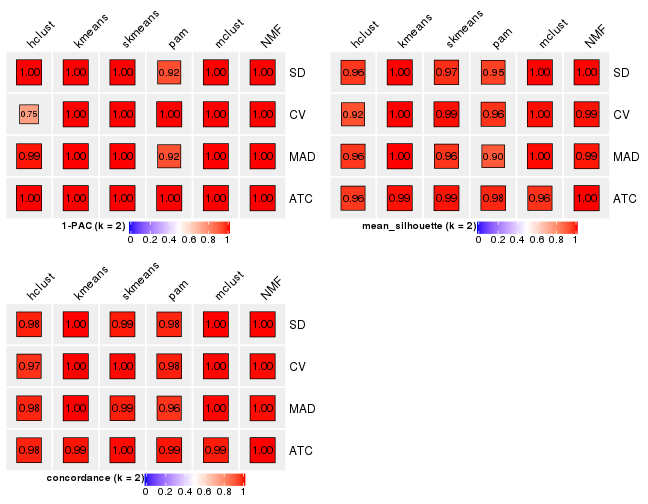 hclust kmeans skmeans pam mclust NMF
1.00 1.00 1.00 0.92 1.00 1.00 SD
0.75 1.00 1.00 1.00 1.00 1.00 CV
0.99 1.00 1.00 0.92 1.00 1.00 MAD
1.00 1.00 1.00 1.00 1.00 1.00 ATC
1-PAC (k = 2)
0 0.2 0.4 0.6 0.8 1
hclust kmeans skmeans pam mclust NMF
0.96 1.00 0.97 0.95 1.00 1.00 SD
0.92 1.00 0.99 0.96 1.00 0.99 CV
0.96 1.00 0.96 0.90 1.00 0.99 MAD
0.96 0.99 0.99 0.98 0.96 1.00 ATC
mean_silhouette (k = 2)
0 0.2 0.4 0.6 0.8 1
hclust kmeans skmeans pam mclust NMF
0.98 1.00 0.99 0.98 1.00 1.00 SD
0.97 1.00 1.00 0.98 1.00 1.00 CV
0.98 1.00 0.99 0.96 1.00 1.00 MAD
0.98 0.99 1.00 0.99 0.99 1.00 ATC
concordance (k = 2)
0 0.2 0.4 0.6 0.8 1